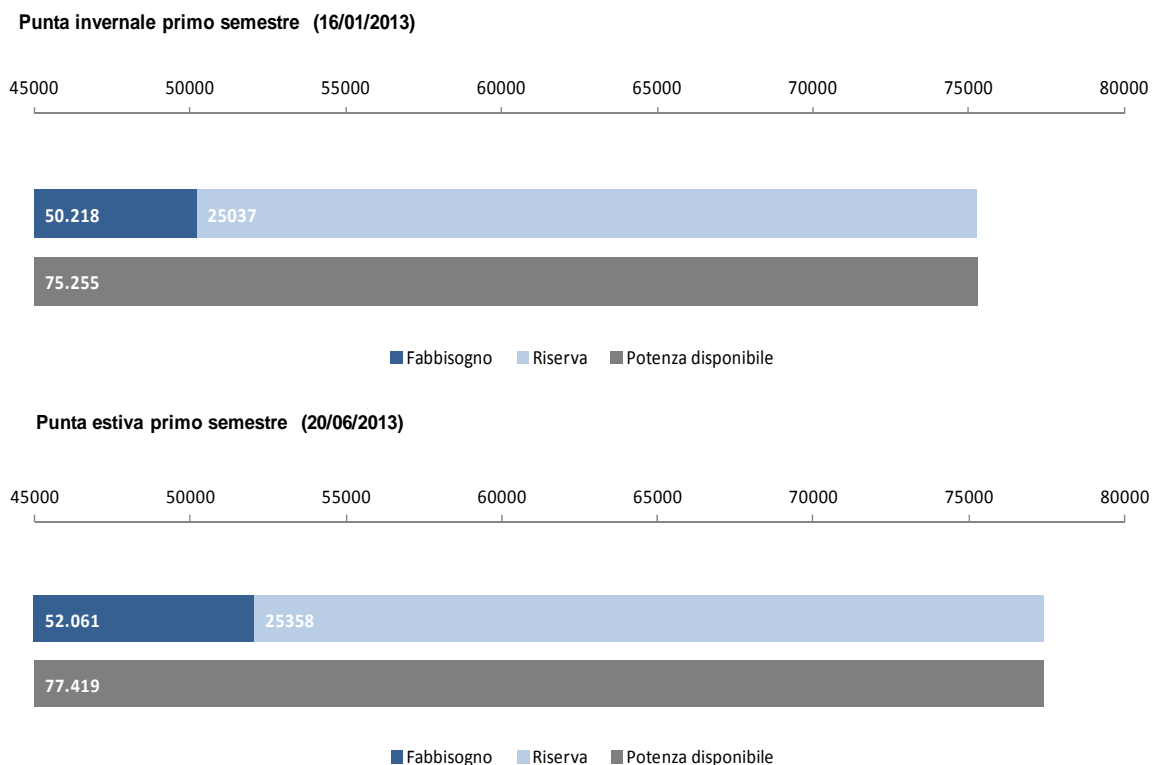 Punta invernale primo semestre (16/01/2013)
45000 50000 55000 60000 65000 70000 75000 80000
50.218 25037
75.255
Fabbisogno Riserva Potenza disponibile
Punta estiva primo semestre (20/06/2013)
45000 50000 55000 60000 65000 70000 75000 80000
52.061 25358
77.419
Fabbisogno Riserva Potenza disponibile